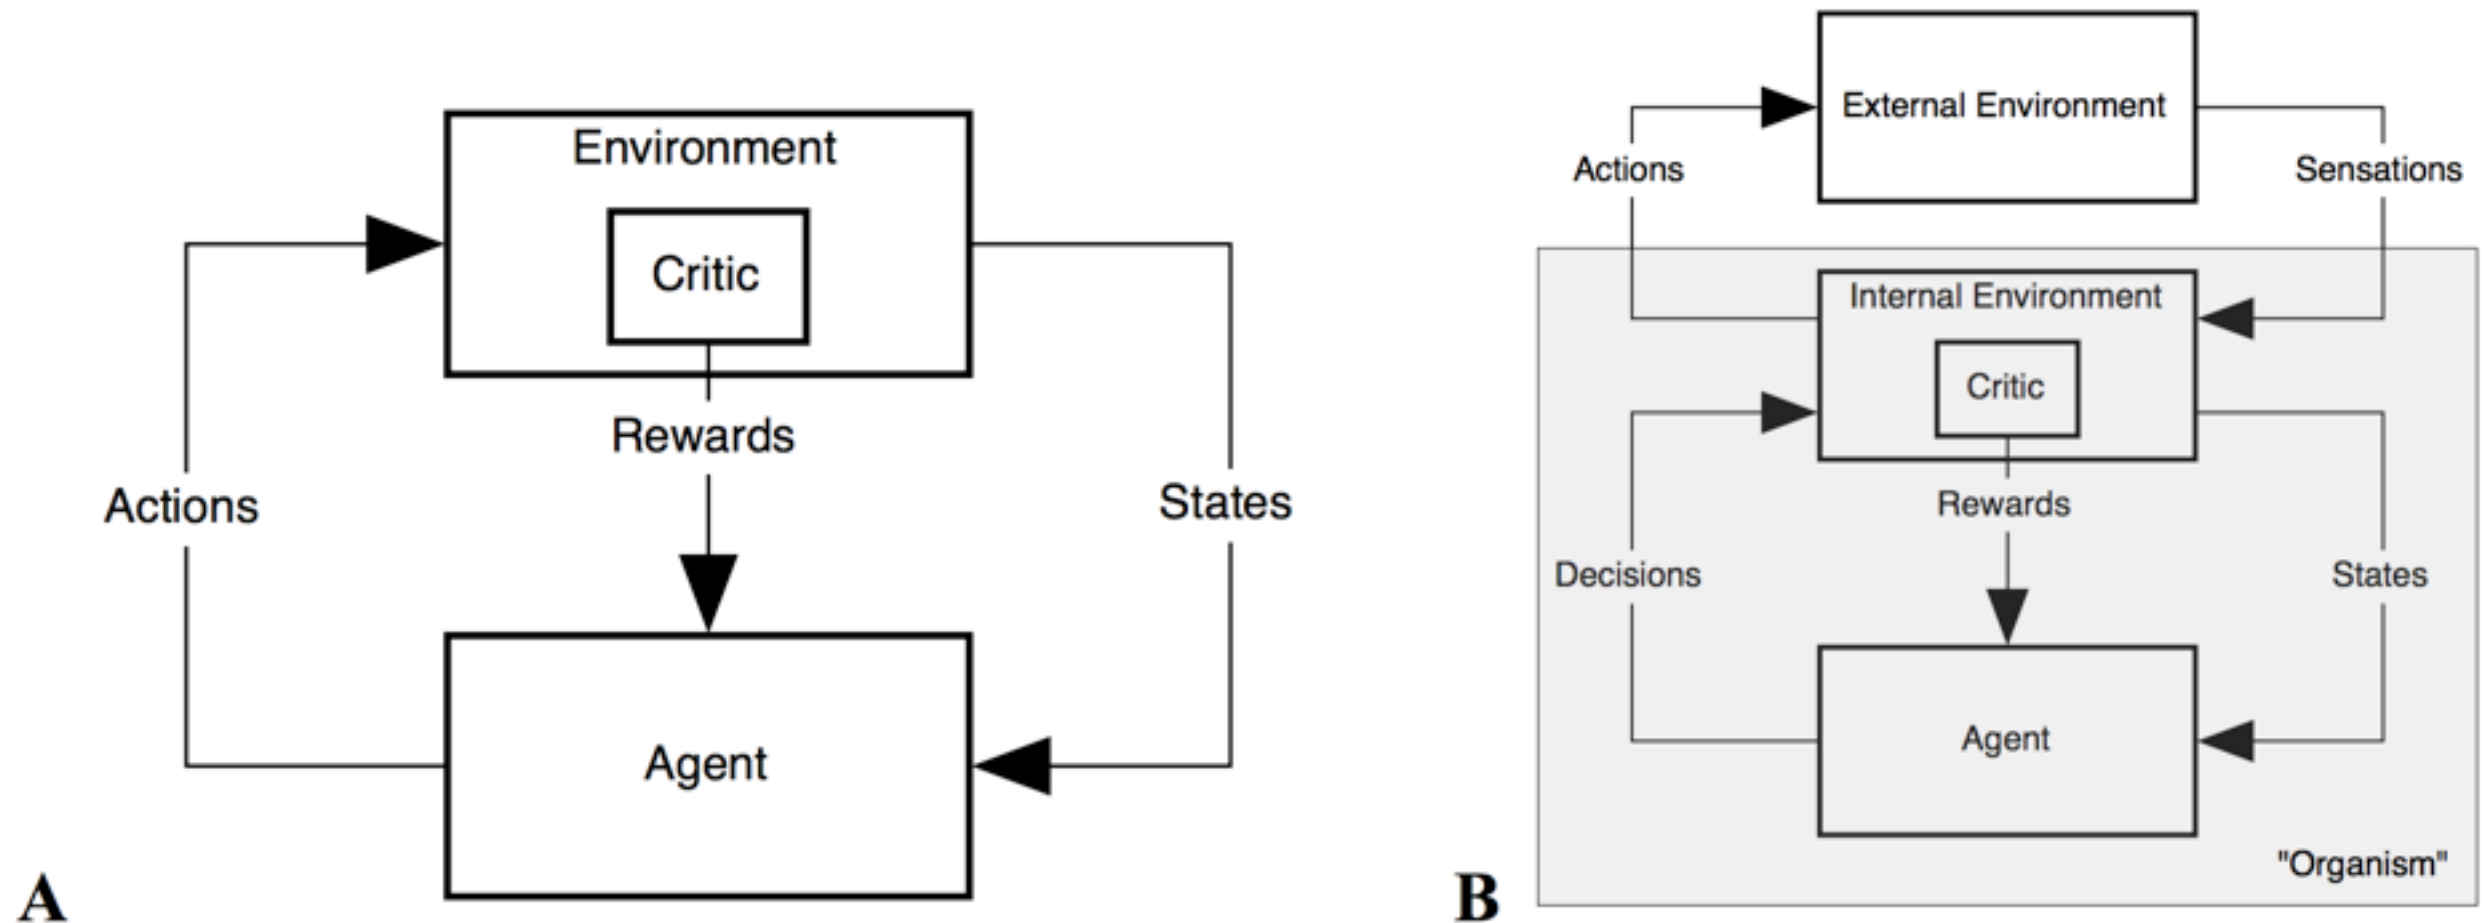 Environment
Critic
Rewards
Actions
States
Agent
A
External Environment
Actions
Sensations
Internal Environment
Critic
Rewards
Decisions
States
Agent
"Organism"
B